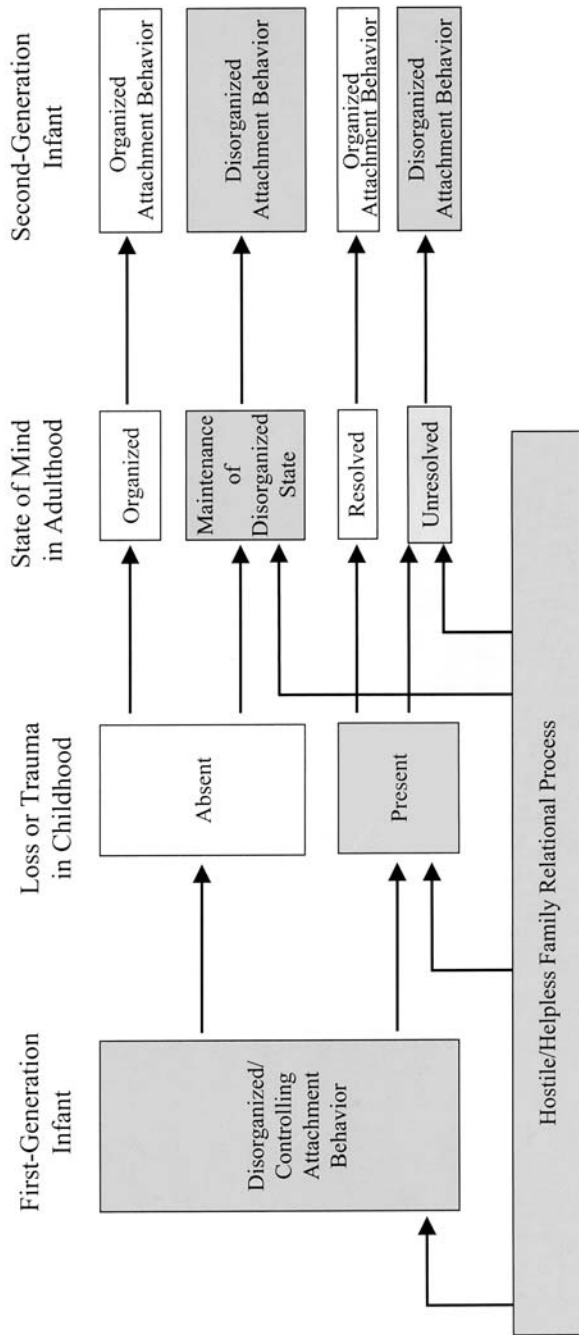 First-Generation
Infant
Loss or Trauma
in Childhood
State of Mind
in Adulthood
Second-Generation
Infant
Disorganized/
Controlling
Attachment
Behavior
Absent
Present
Organized
Maintenance
of
Disorganized
State
Resolved
Unresolved
Organized
Attachment Behavior
Disorganized
Attachment Behavior
Organized
Attachment Behavior
Disorganized
Attachment Behavior
Hostile/Helpless Family Relational Process